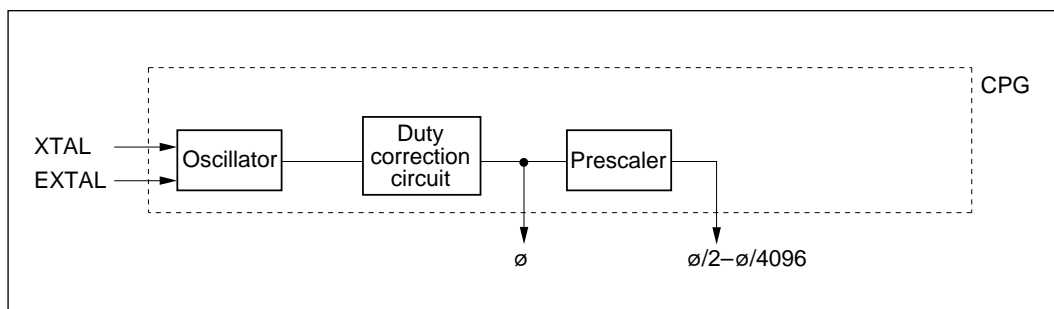 CPG
XTAL
EXTAL
Oscillator
Duty
correction
circuit
Prescaler
ø
ø/2–ø/4096